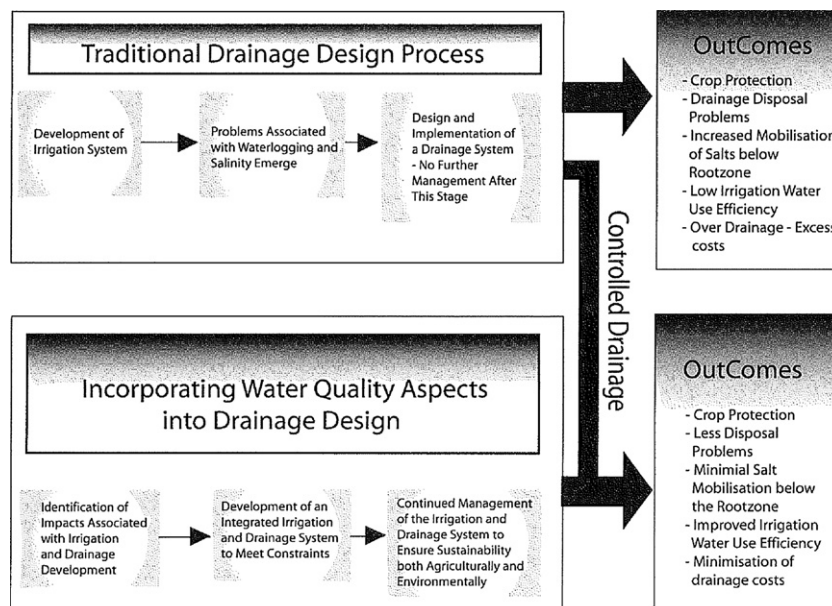 Traditional Drainage Design Process
Development of
Irrigation System
Problems Associated
with Waterlogging and
Salinity Emerge
Design and
Implementation of
a Drainage System
- No Further
Management After
This Stage
OutComes
- Crop Protection
- Drainage Disposal
Problems
- Increased Mobilisation
of Salts below
Rootzone
- Low Irrigation Water
Use Efficiency
- Over Drainage - Excess
costs
Controlled Drainage
Incorporating Water Quality Aspects
into Drainage Design
Identification of
Impacts Associated
with Irrigation
and Drainage
Development
Development of an
Integrated Irrigation
and Drainage System
to Meet Constraints
Continued Management
of the Irrigation and
Drainage System to
Ensure Sustainability
both Agriculturally and
Environmentally
OutComes
- Crop Protection
- Less Disposal
Problems
- Minimial Salt
Mobilisation below
the Rootzone
- Improved Irrigation
Water Use Efficiency
- Minimisation of
drainage costs